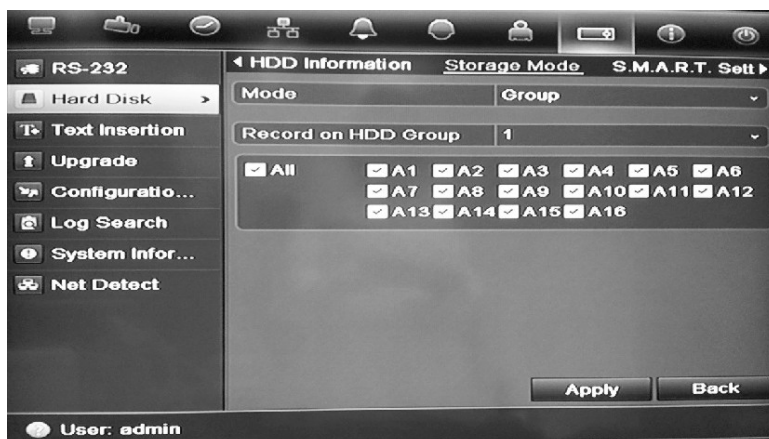 HDD Information Storage Mode S.M.A.R.T. Sett
RS-232
Hard Disk
Text Insertion
Upgrade
Configuratio...
Log Search
System Infor...
Net Detect
Mode Group
Record on HDD Group 1
All A1 A2 A3 A4 A5 A6
A7 A8 A9 A10 A11 A12
A13 A14 A15 A16
Apply Back
User: admin